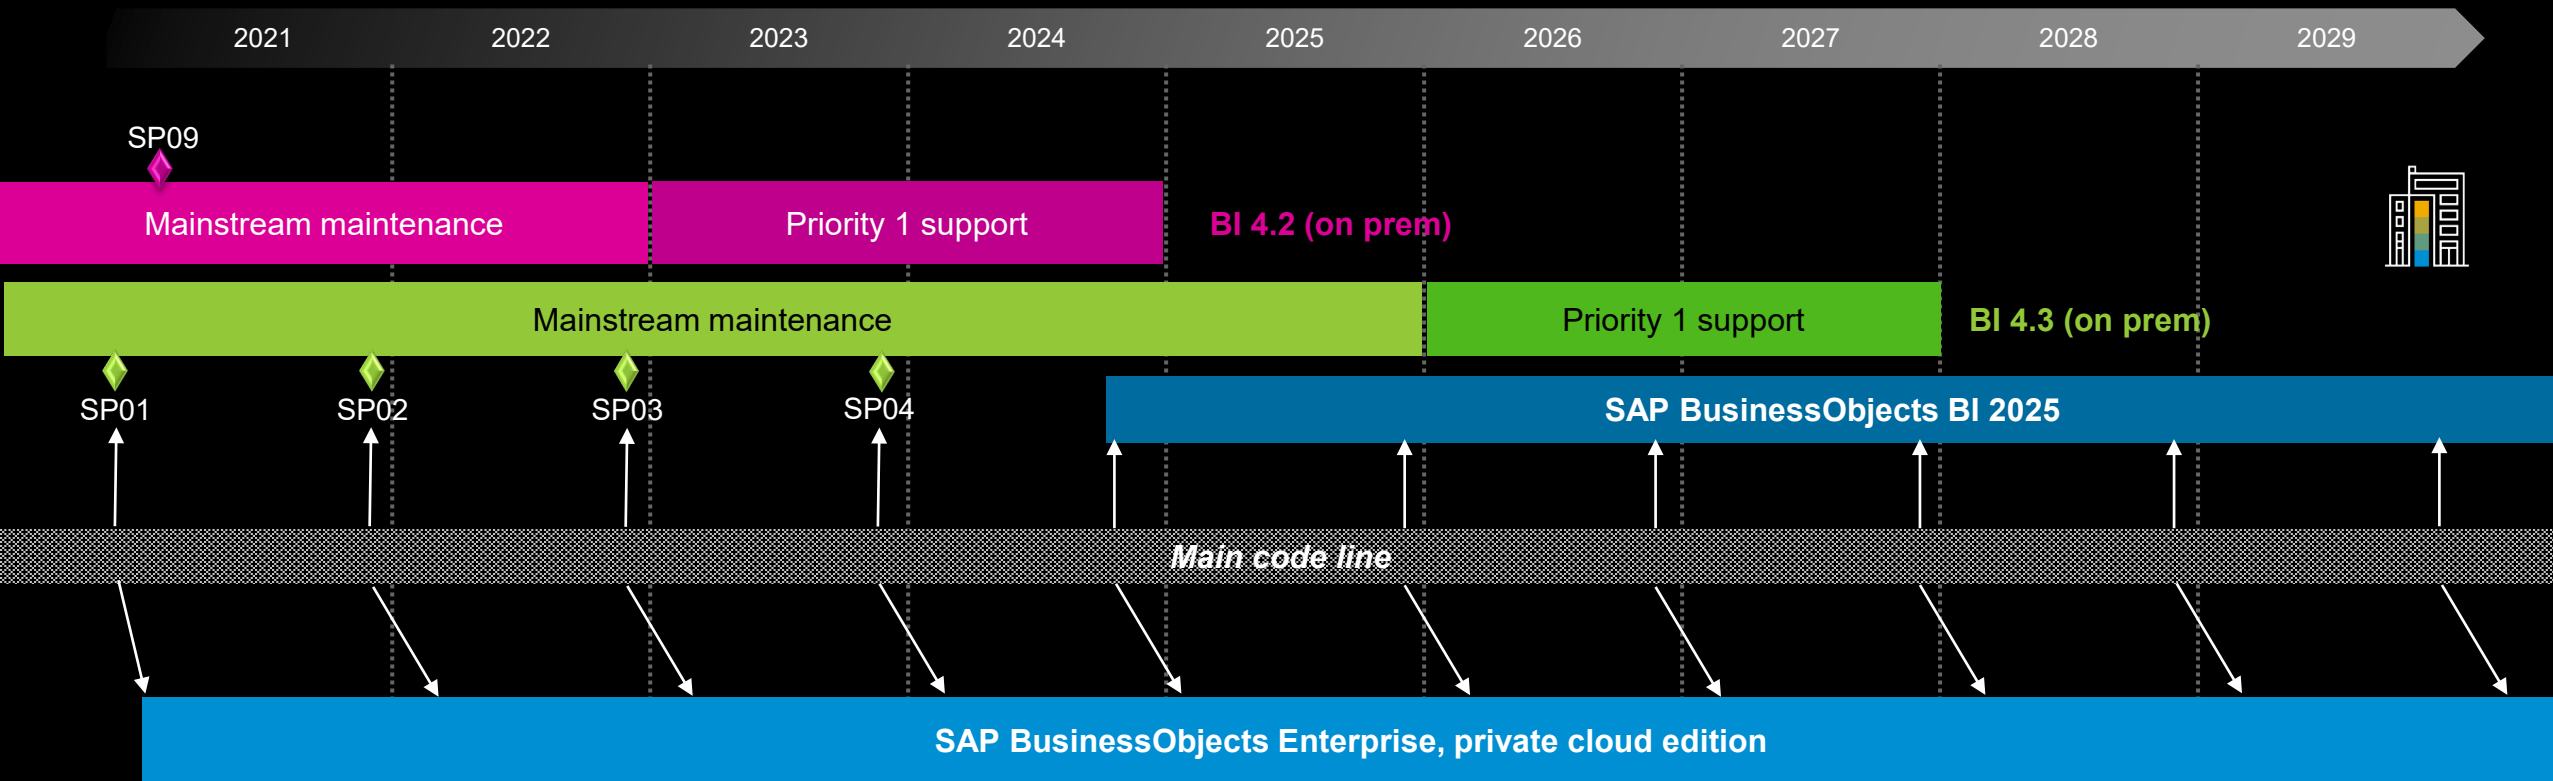 2021 2022 2023 2024 2025 2026 2027 2028 2029
SP09
Mainstream maintenance Priority 1 support BI 4.2 (on prem)
Mainstream maintenance Priority 1 support BI 4.3 (on prem)
SP01 SP02 SP03 SP04 SAP BusinessObjects BI 2025
Main code line
SAP BusinessObjects Enterprise, private cloud edition